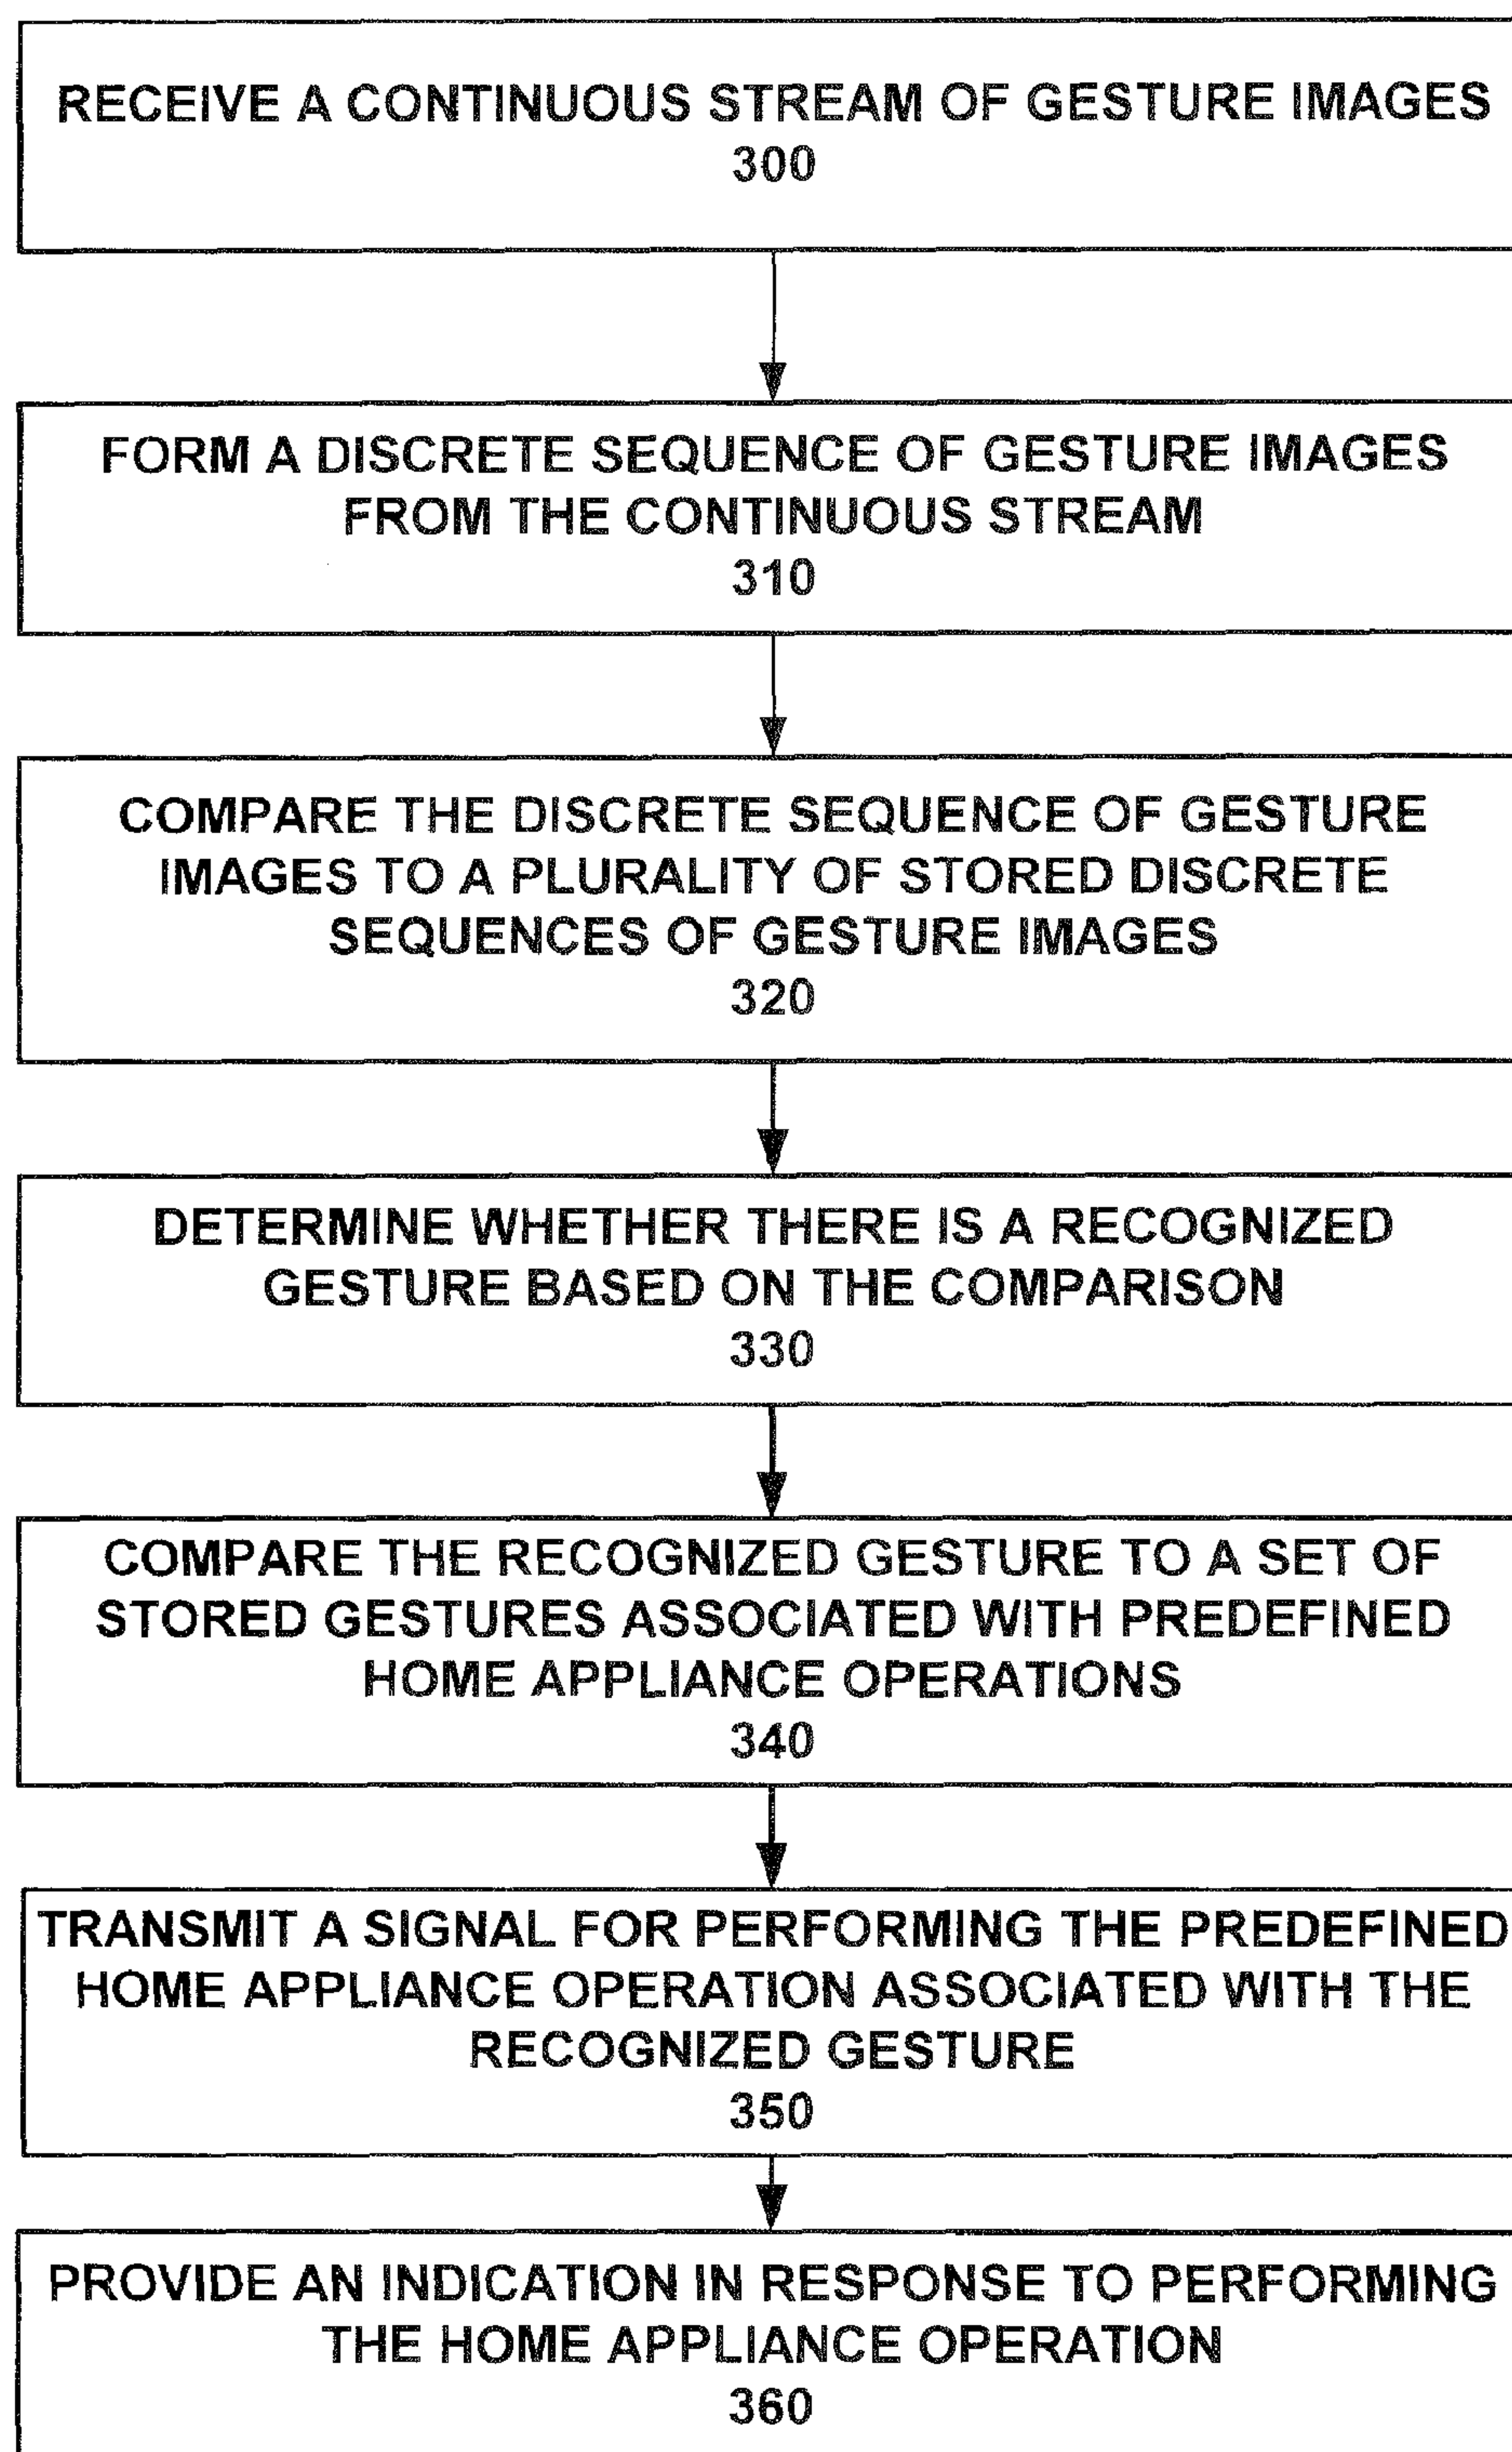 RECEIVE A CONTINUOUS STREAM OF GESTURE IMAGES
300
FORM A DISCRETE SEQUENCE OF GESTURE IMAGES
FROM THE CONTINUOUS STREAM
310
COMPARE THE DISCRETE SEQUENCE OF GESTURE
IMAGES TO A PLURALITY OF STORED DISCRETE
SEQUENCES OF GESTURE IMAGES
320
DETERMINE WHETHER THERE IS A RECOGNIZED
GESTURE BASED ON THE COMPARISON
330
COMPARE THE RECOGNIZED GESTURE TO A SET OF
STORED GESTURES ASSOCIATED WITH PREDEFINED
HOME APPLIANCE OPERATIONS
340
TRANSMIT A SIGNAL FOR PERFORMING THE PREDEFINED
HOME APPLIANCE OPERATION ASSOCIATED WITH THE
RECOGNIZED GESTURE
350
PROVIDE AN INDICATION IN RESPONSE TO PERFORMING
THE HOME APPLIANCE OPERATION
360